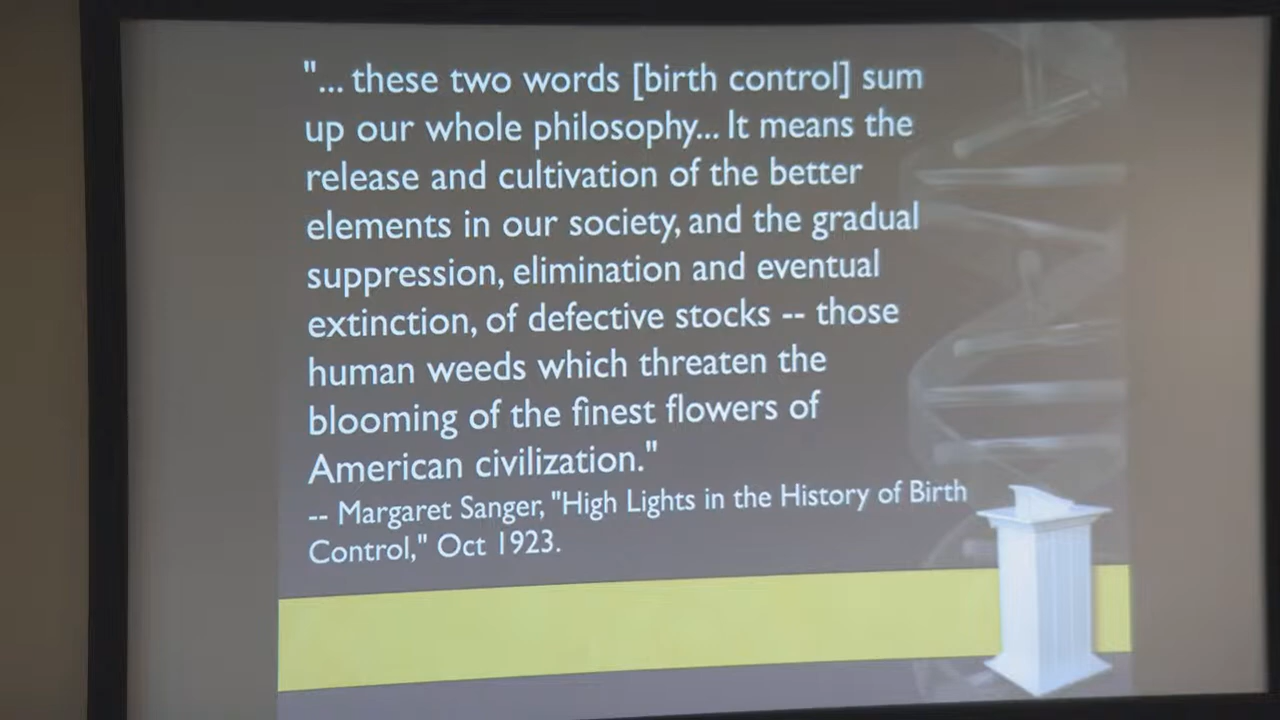 "... these two words [birth control] sum
up our whole philosophy... It means the
release and cultivation of the better
elements in our society, and the gradual
suppression, elimination and eventual
extinction, of defective stocks -- those
human weeds which threaten the
blooming of the finest flowers of
American civilization."
-- Margaret Sanger, "High Lights in the History of Birth
Control," Oct 1923.